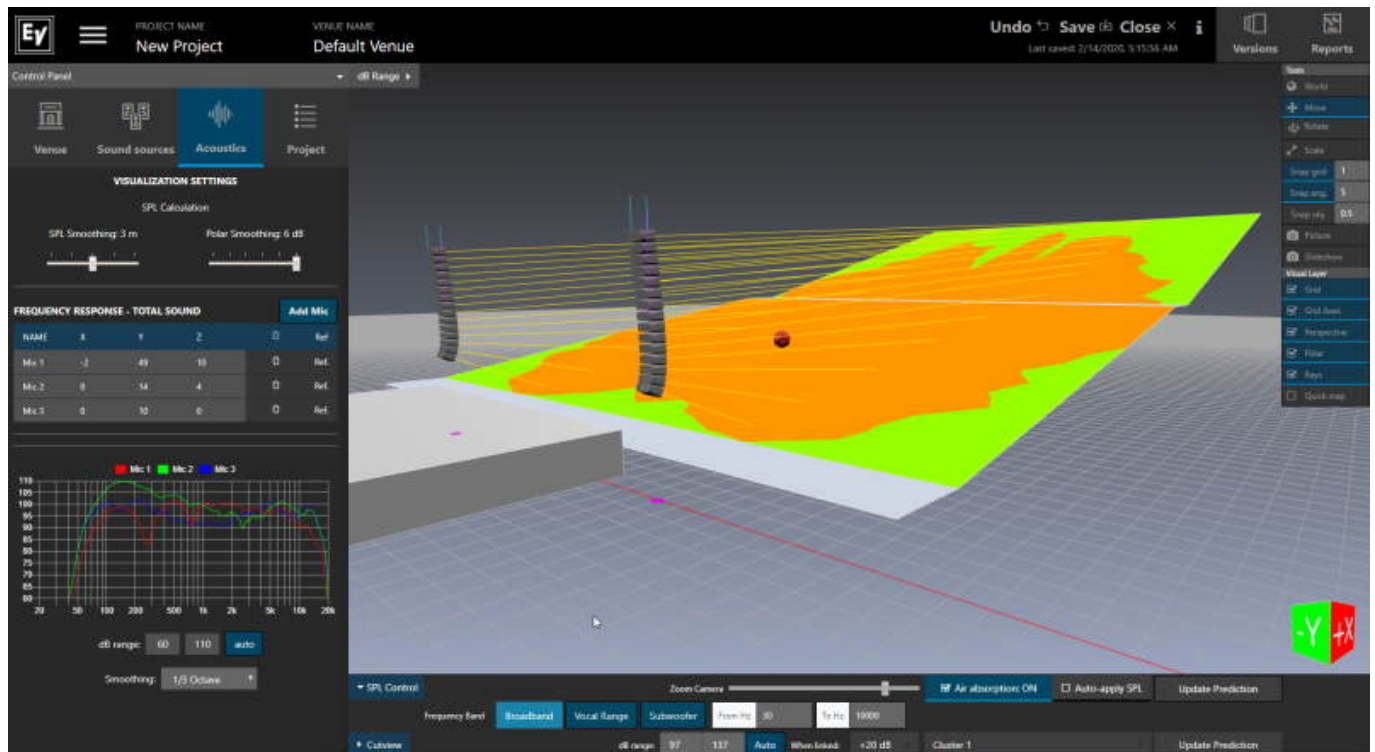 EV PROJECT NAME VENUE NAME Undo Save Close × i
New Project Default Venue Last saved: 2/14/2020, 5:15:56 AM Versions Reports
Control Panel dB Range Tools
World
Move
Rotate
Scale
Venue Sound sources Acoustics Project
VISUALIZATION SETTINGS
Snap grid 1
Snap ang. 5
Snap obj. 0.5
SPL Calculation
SPL Smoothing: 3 m Polar Smoothing: 6 dB
Picture
Slideshow
Visual Layer
Grid
Grid Axes
Perspective
Polar
Rays
Quick map
FREQUENCY RESPONSE - TOTAL SOUND Add Mic
NAME X Y Z Ref
Mic 1 -2 49 10 Ref.
Mic 2 0 14 4 Ref.
Mic 3 0 10 0 Ref.
Mic 1 Mic 2 Mic 3
110
105
100
95
90
85
80
75
70
65
60
20 50 100 200 500 1k 2k 5k 10k 20k
-Y +X
dB range: 60 110 auto
Smoothing: 1/3 Octave
SPL Control Zoom Camera Air absorption: ON Auto-apply SPL Update Prediction
Frequency Band Broadband Vocal Range Subwoofer From Hz 30 To Hz 19000
Cutview dB range 97 137 Auto When linked: +20 dB Cluster 1 Update Prediction